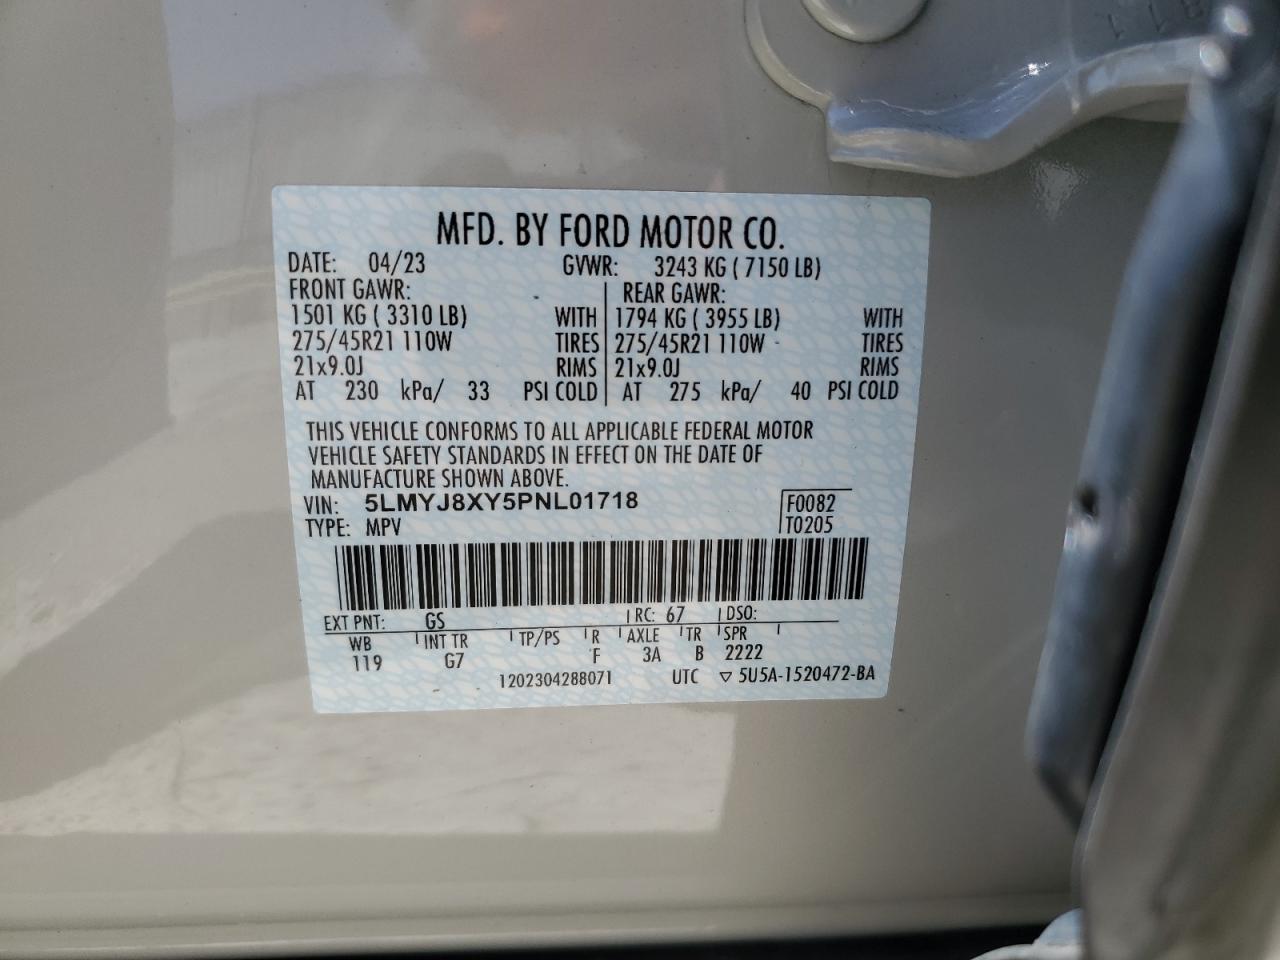 MFD. BY FORD MOTOR CO.
DATE: 04/23 GVWR: 3243 KG ( 7150 LB)
FRONT GAWR: REAR GAWR:
1501 KG ( 3310 LB) WITH 1794 KG ( 3955 LB) WITH
275/45R21 110W TIRES 275/45R21 110W TIRES
21x9.0J RIMS 21x9.0J RIMS
AT 230 kPa/ 33 PSI COLD AT 275 kPa/ 40 PSI COLD
THIS VEHICLE CONFORMS TO ALL APPLICABLE FEDERAL MOTOR
VEHICLE SAFETY STANDARDS IN EFFECT ON THE DATE OF
MANUFACTURE SHOWN ABOVE.
VIN: 5LMYJ8XY5PNL01718 F0082
TYPE: MPV T0205
EXT PNT: GS RC: 67 DSO:
WB INT TR TP/PS R AXLE TR SPR
119 G7 F 3A B 2222
1202304288071 UTC ▽ 5U5A-1520472-BA